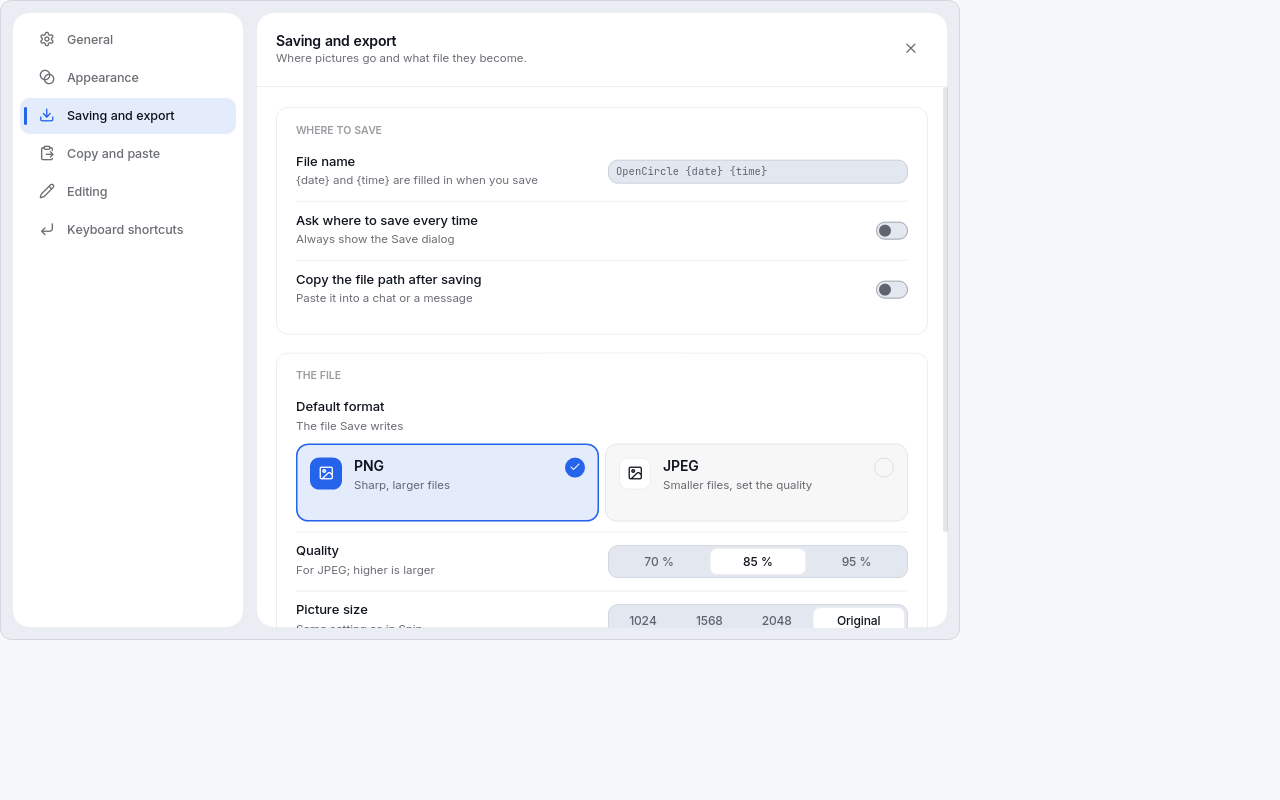 General
Appearance
Saving and export
Copy and paste
Editing
Keyboard shortcuts
Saving and export
Where pictures go and what file they become.
WHERE TO SAVE
File name
{date} and {time} are filled in when you save
OpenCircle {date} {time}
Ask where to save every time
Always show the Save dialog
Copy the file path after saving
Paste it into a chat or a message
THE FILE
Default format
The file Save writes
PNG
Sharp, larger files
JPEG
Smaller files, set the quality
Quality
For JPEG; higher is larger
70 % 85 % 95 %
Picture size
1024 1568 2048 Original